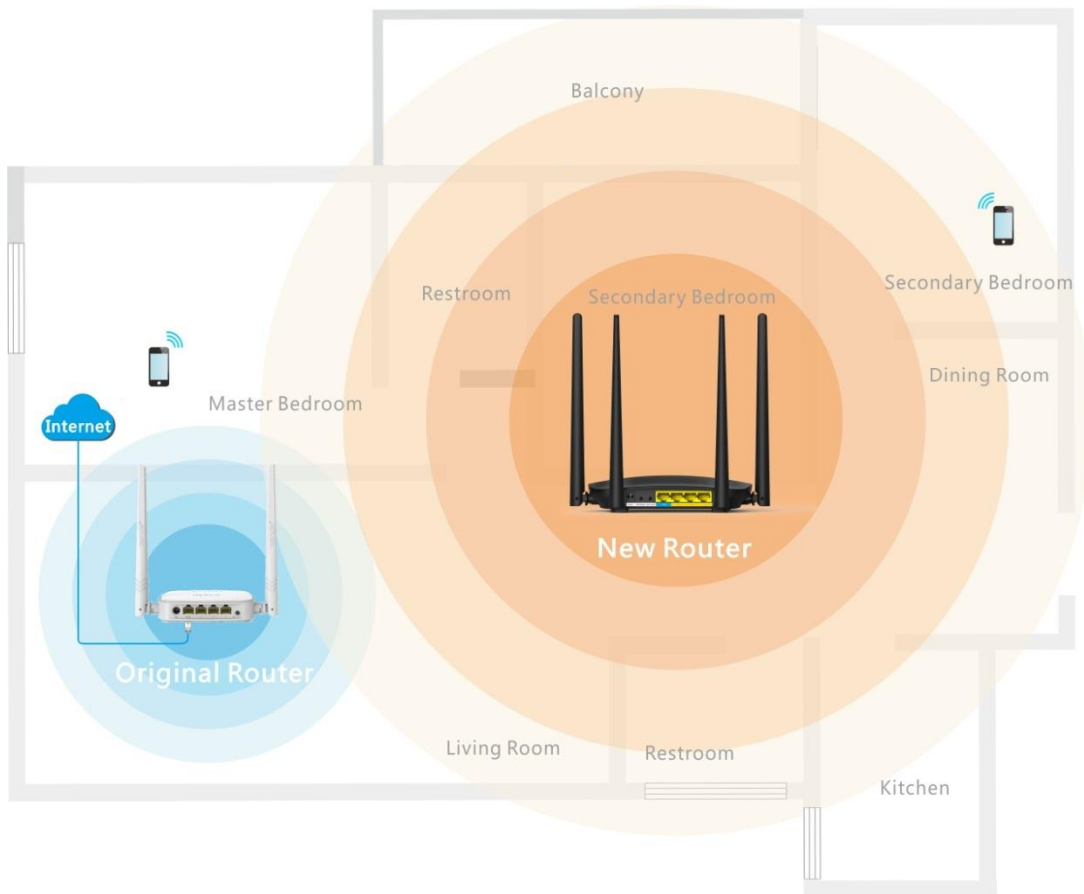 Balcony
Secondary Bedroom
Restroom
Secondary Bedroom
Dining Room
Master Bedroom
Internet
New Router
Original Router
Living Room
Restroom
Kitchen